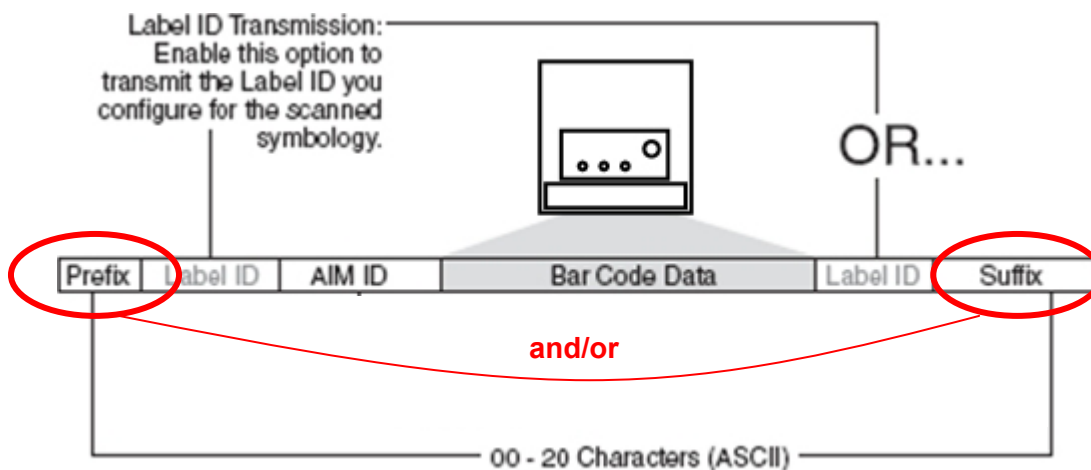 Label ID Transmission:
Enable this option to
transmit the Label ID you
configure for the scanned
symbology.
OR...
Prefix Label ID AIM ID Bar Code Data Label ID Suffix
and/or
00 - 20 Characters (ASCII)